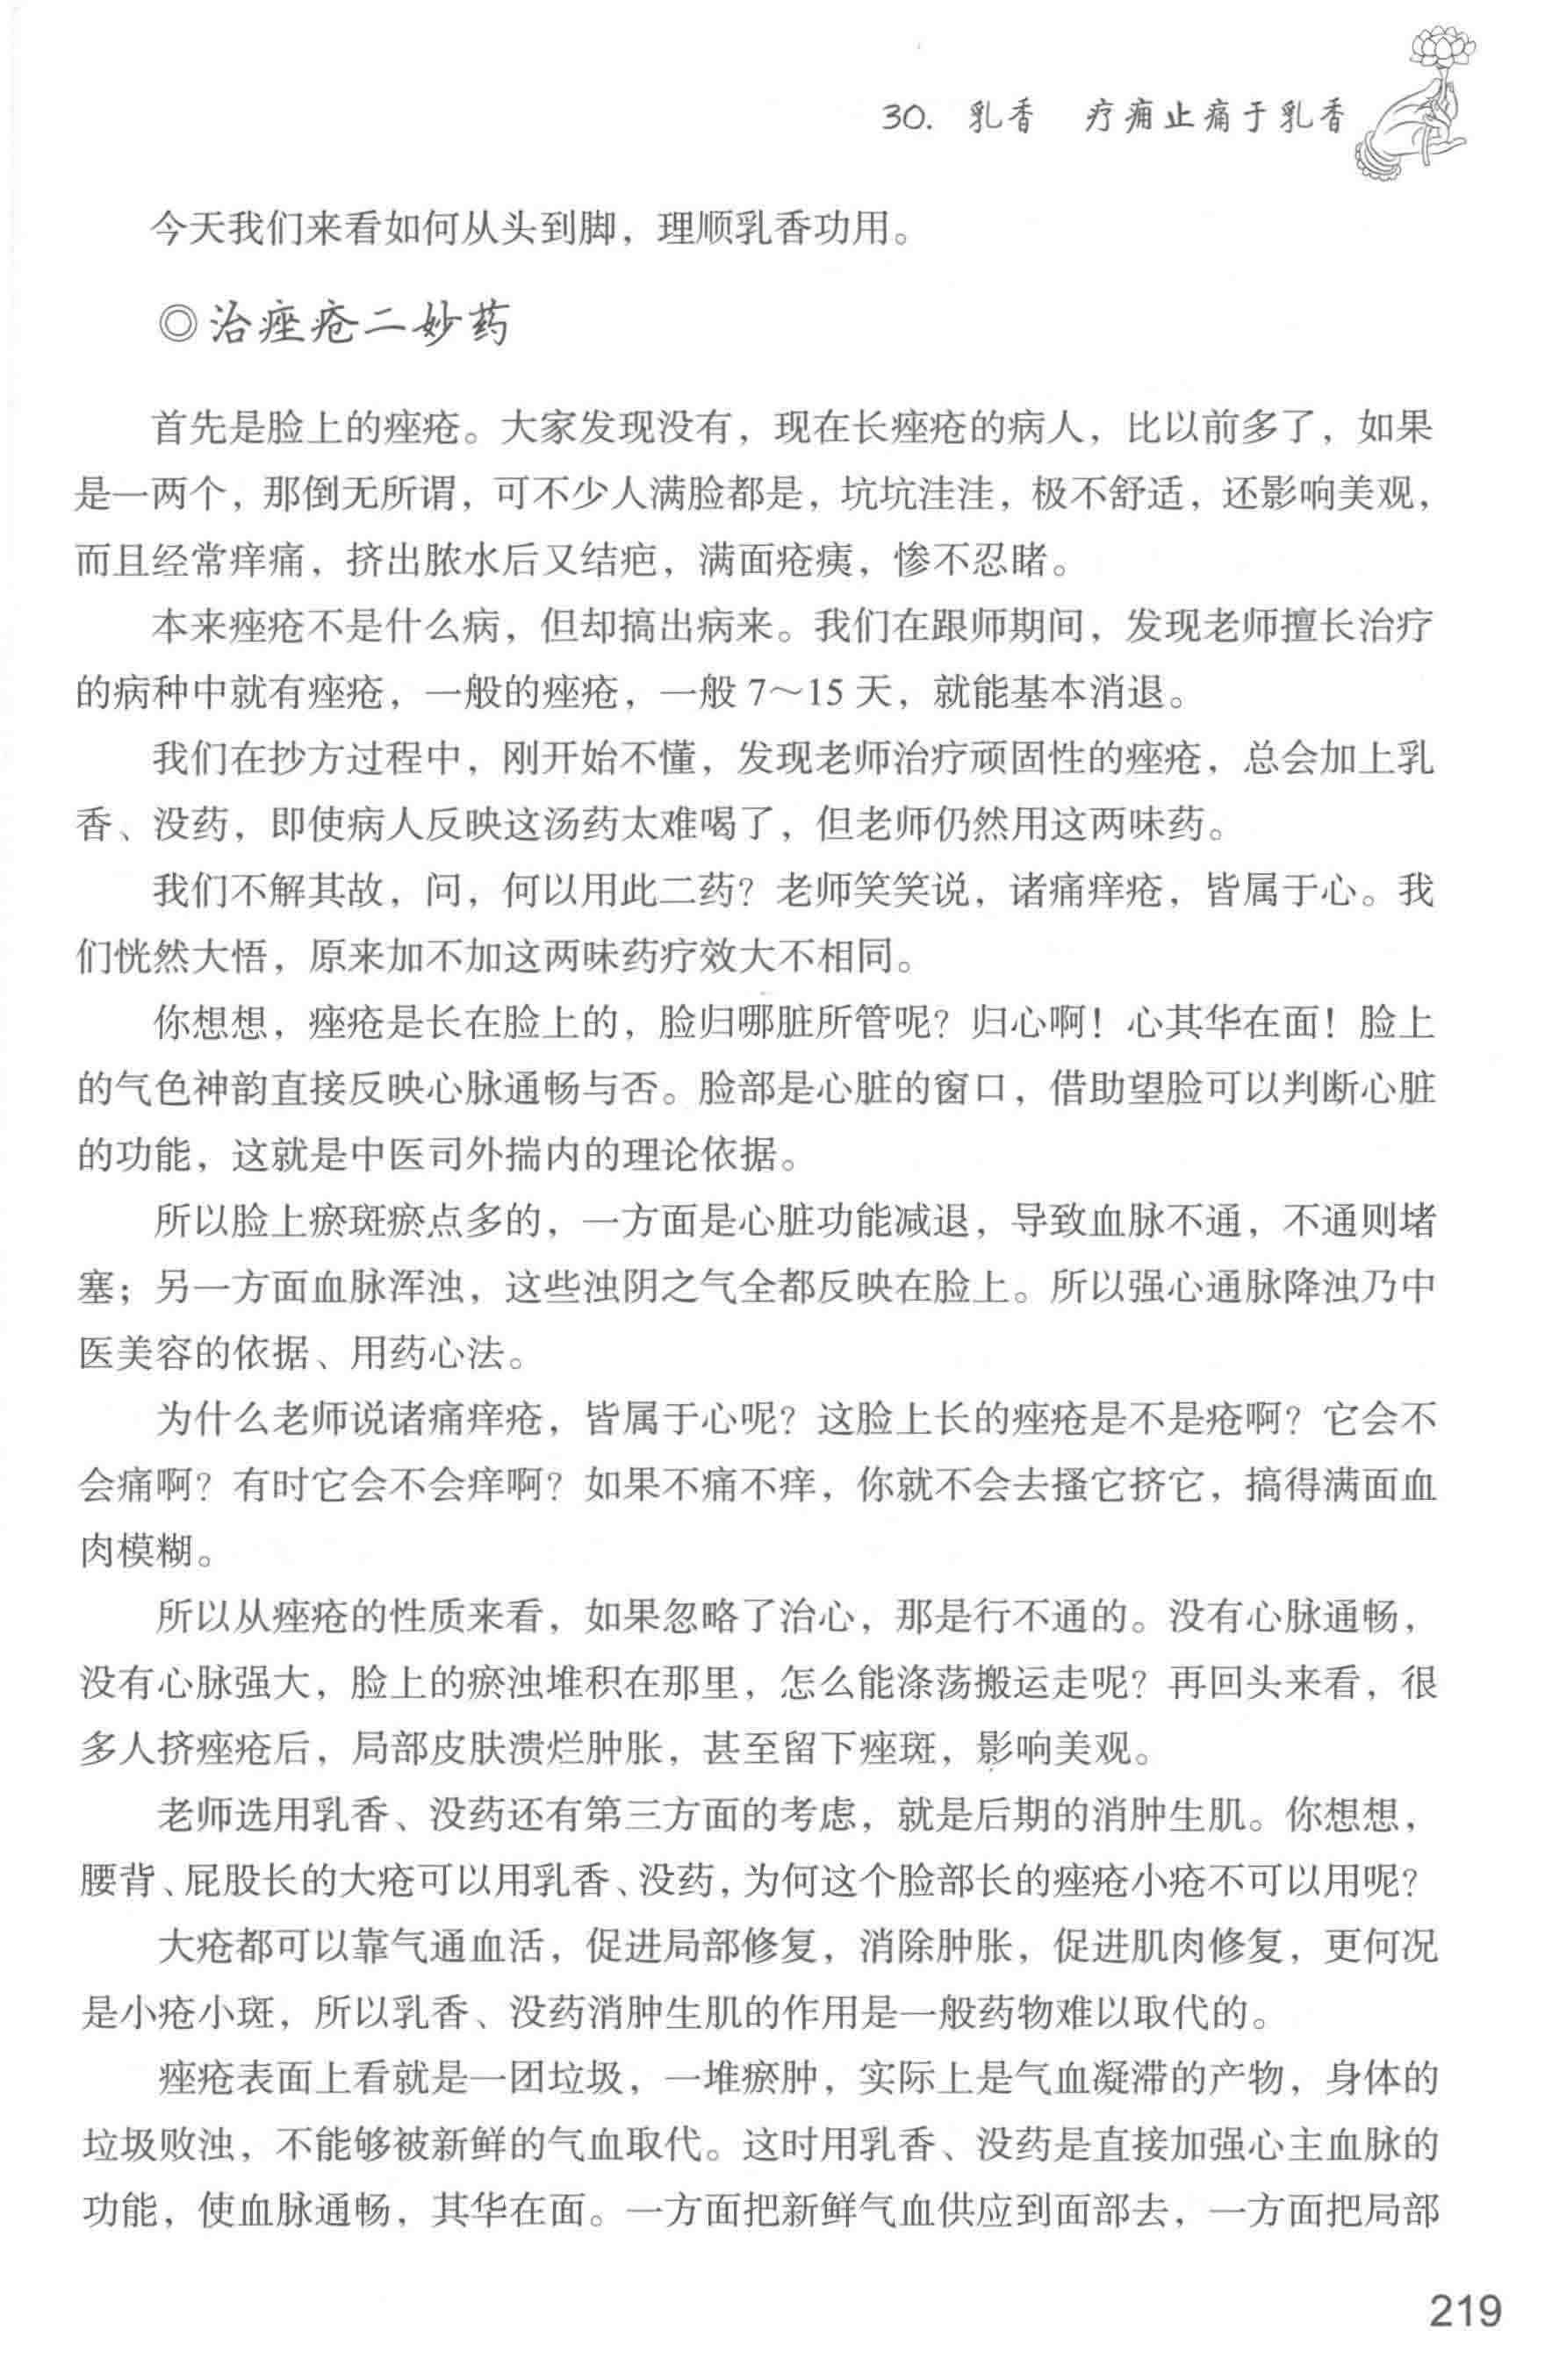 30. 乳香 疗痈止痛于乳香
今天我们来看如何从头到脚，理顺乳香功用。
◎治痤疮二妙药
首先是脸上的痤疮。大家发现没有，现在长痤疮的病人，比以前多了，如果
是一两个，那倒无所谓，可不少人满脸都是，坑坑洼洼，极不舒适，还影响美观，
而且经常痒痛，挤出脓水后又结疤，满面疮痍，惨不忍睹。
本来痤疮不是什么病，但却搞出病来。我们在跟师期间，发现老师擅长治疗
的病种中就有痤疮，一般的痤疮，一般 7～15 天，就能基本消退。
我们在抄方过程中，刚开始不懂，发现老师治疗顽固性的痤疮，总会加上乳
香、没药，即使病人反映这汤药太难喝了，但老师仍然用这两味药。
我们不解其故，问，何以用此二药？老师笑笑说，诸痛痒疮，皆属于心。我
们恍然大悟，原来加不加这两味药疗效大不相同。
你想想，痤疮是长在脸上的，脸归哪脏所管呢？归心啊！心其华在面！脸上
的气色神韵直接反映心脉通畅与否。脸部是心脏的窗口，借助望脸可以判断心脏
的功能，这就是中医司外揣内的理论依据。
所以脸上瘀斑瘀点多的，一方面是心脏功能减退，导致血脉不通，不通则堵
塞；另一方面血脉浑浊，这些浊阴之气全都反映在脸上。所以强心通脉降浊乃中
医美容的依据、用药心法。
为什么老师说诸痛痒疮，皆属于心呢？这脸上长的痤疮是不是疮啊？它会不
会痛啊？有时它会不会痒啊？如果不痛不痒，你就不会去搔它挤它，搞得满面血
肉模糊。
所以从痤疮的性质来看，如果忽略了治心，那是行不通的。没有心脉通畅，
没有心脉强大，脸上的瘀浊堆积在那里，怎么能涤荡搬运走呢？再回头来看，很
多人挤痤疮后，局部皮肤溃烂肿胀，甚至留下痤斑，影响美观。
老师选用乳香、没药还有第三方面的考虑，就是后期的消肿生肌。你想想，
腰背、屁股长的大疮可以用乳香、没药，为何这个脸部长的痤疮小疮不可以用呢？
大疮都可以靠气通血活，促进局部修复，消除肿胀，促进肌肉修复，更何况
是小疮小斑，所以乳香、没药消肿生肌的作用是一般药物难以取代的。
痤疮表面上看就是一团垃圾，一堆瘀肿，实际上是气血凝滞的产物，身体的
垃圾败浊，不能够被新鲜的气血取代。这时用乳香、没药是直接加强心主血脉的
功能，使血脉通畅，其华在面。一方面把新鲜气血供应到面部去，一方面把局部
219